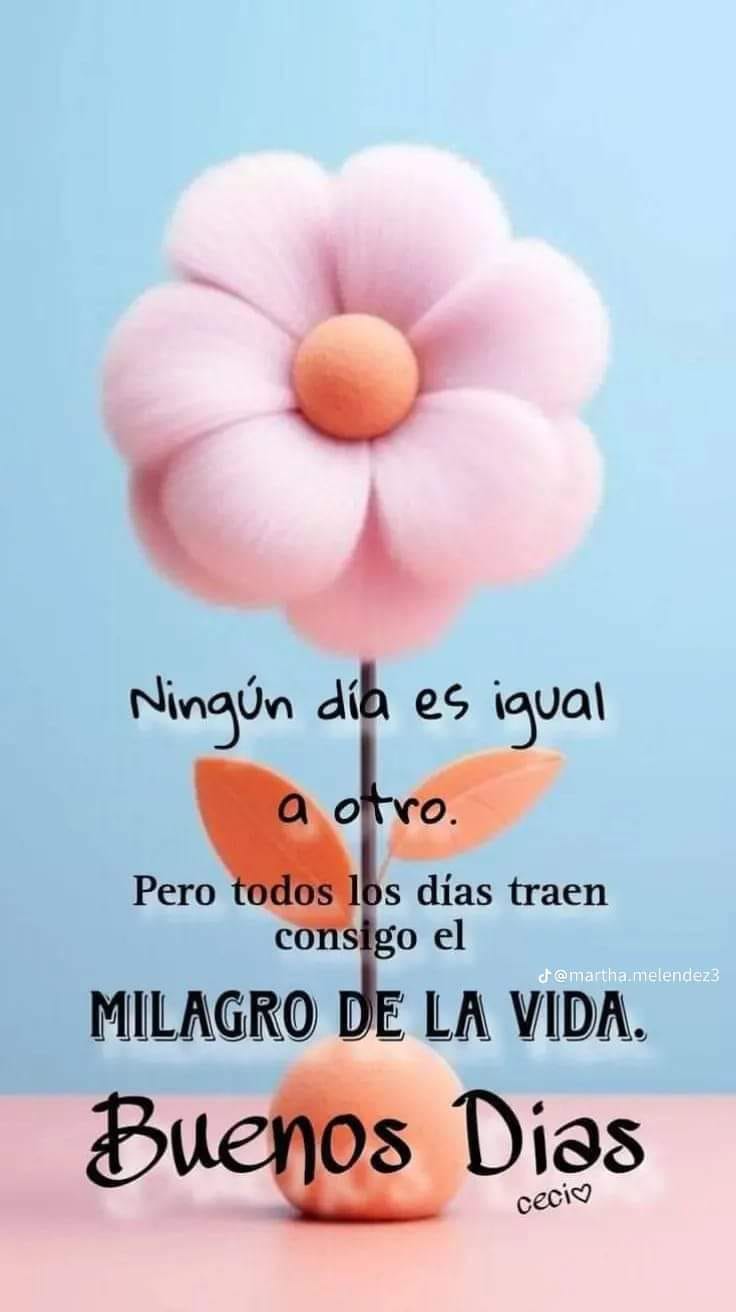 Ningún día es igual
a otro.
Pero todos los días traen
consigo el
@martha.melendez3
MILAGRO DE LA VIDA.
Buenos Dias
ceci♡